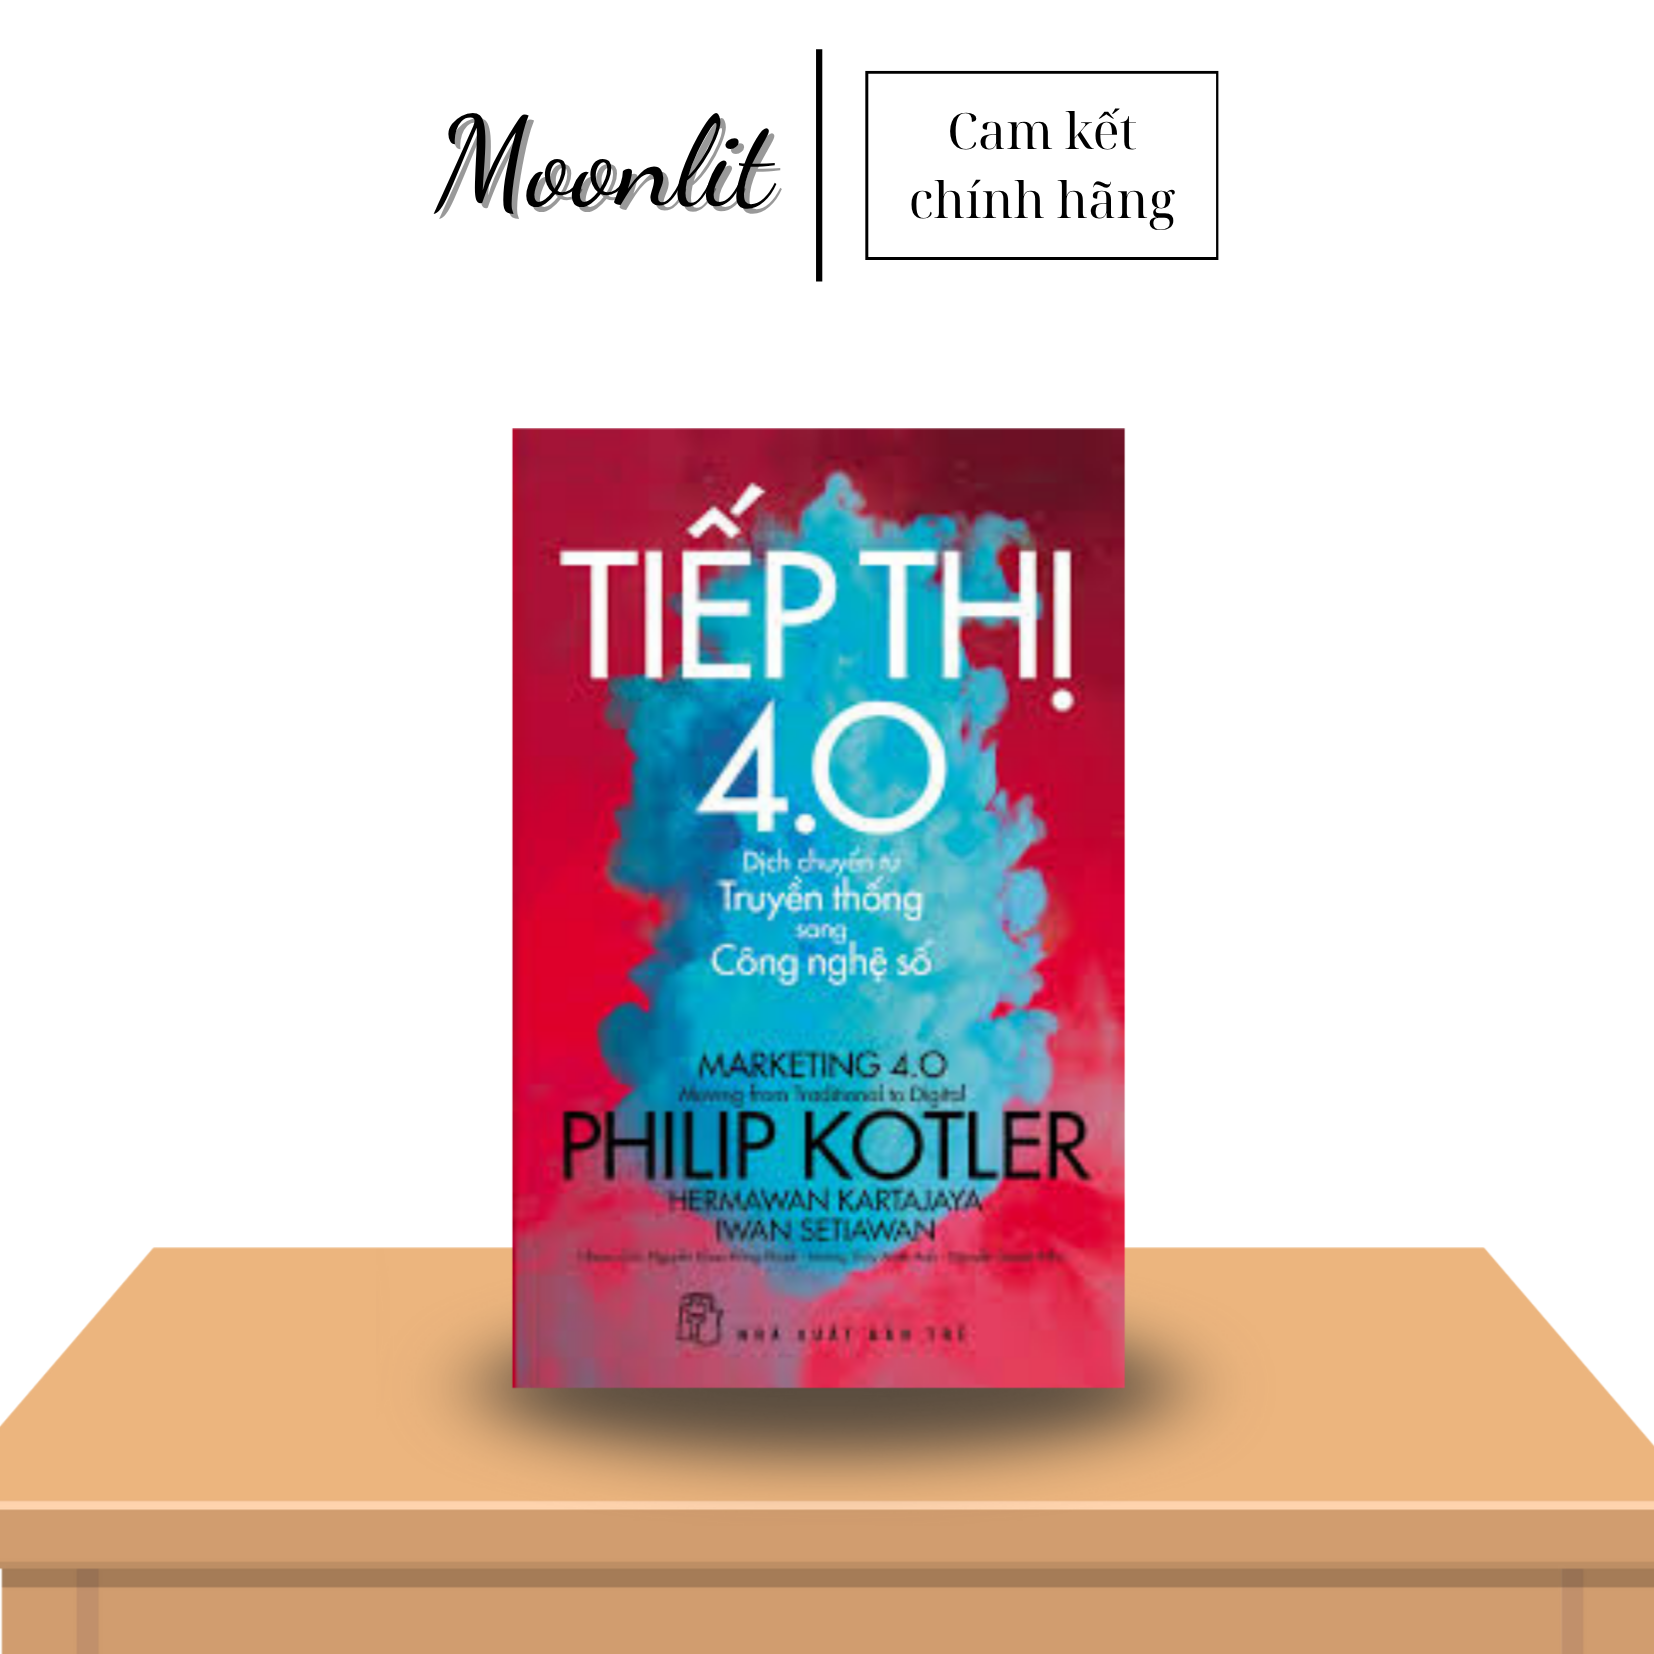 Moonlit
Cam kết
chính hãng
TIẾP THỊ
4.0
Dịch chuyển từ
Truyền thống
sang
Công nghệ số
MARKETING 4.0
Moving from Traditional to Digital
PHILIP KOTLER
HERMAWAN KARTAJAYA
IWAN SETIAWAN
NHÀ XUẤT BẢN TRẺ